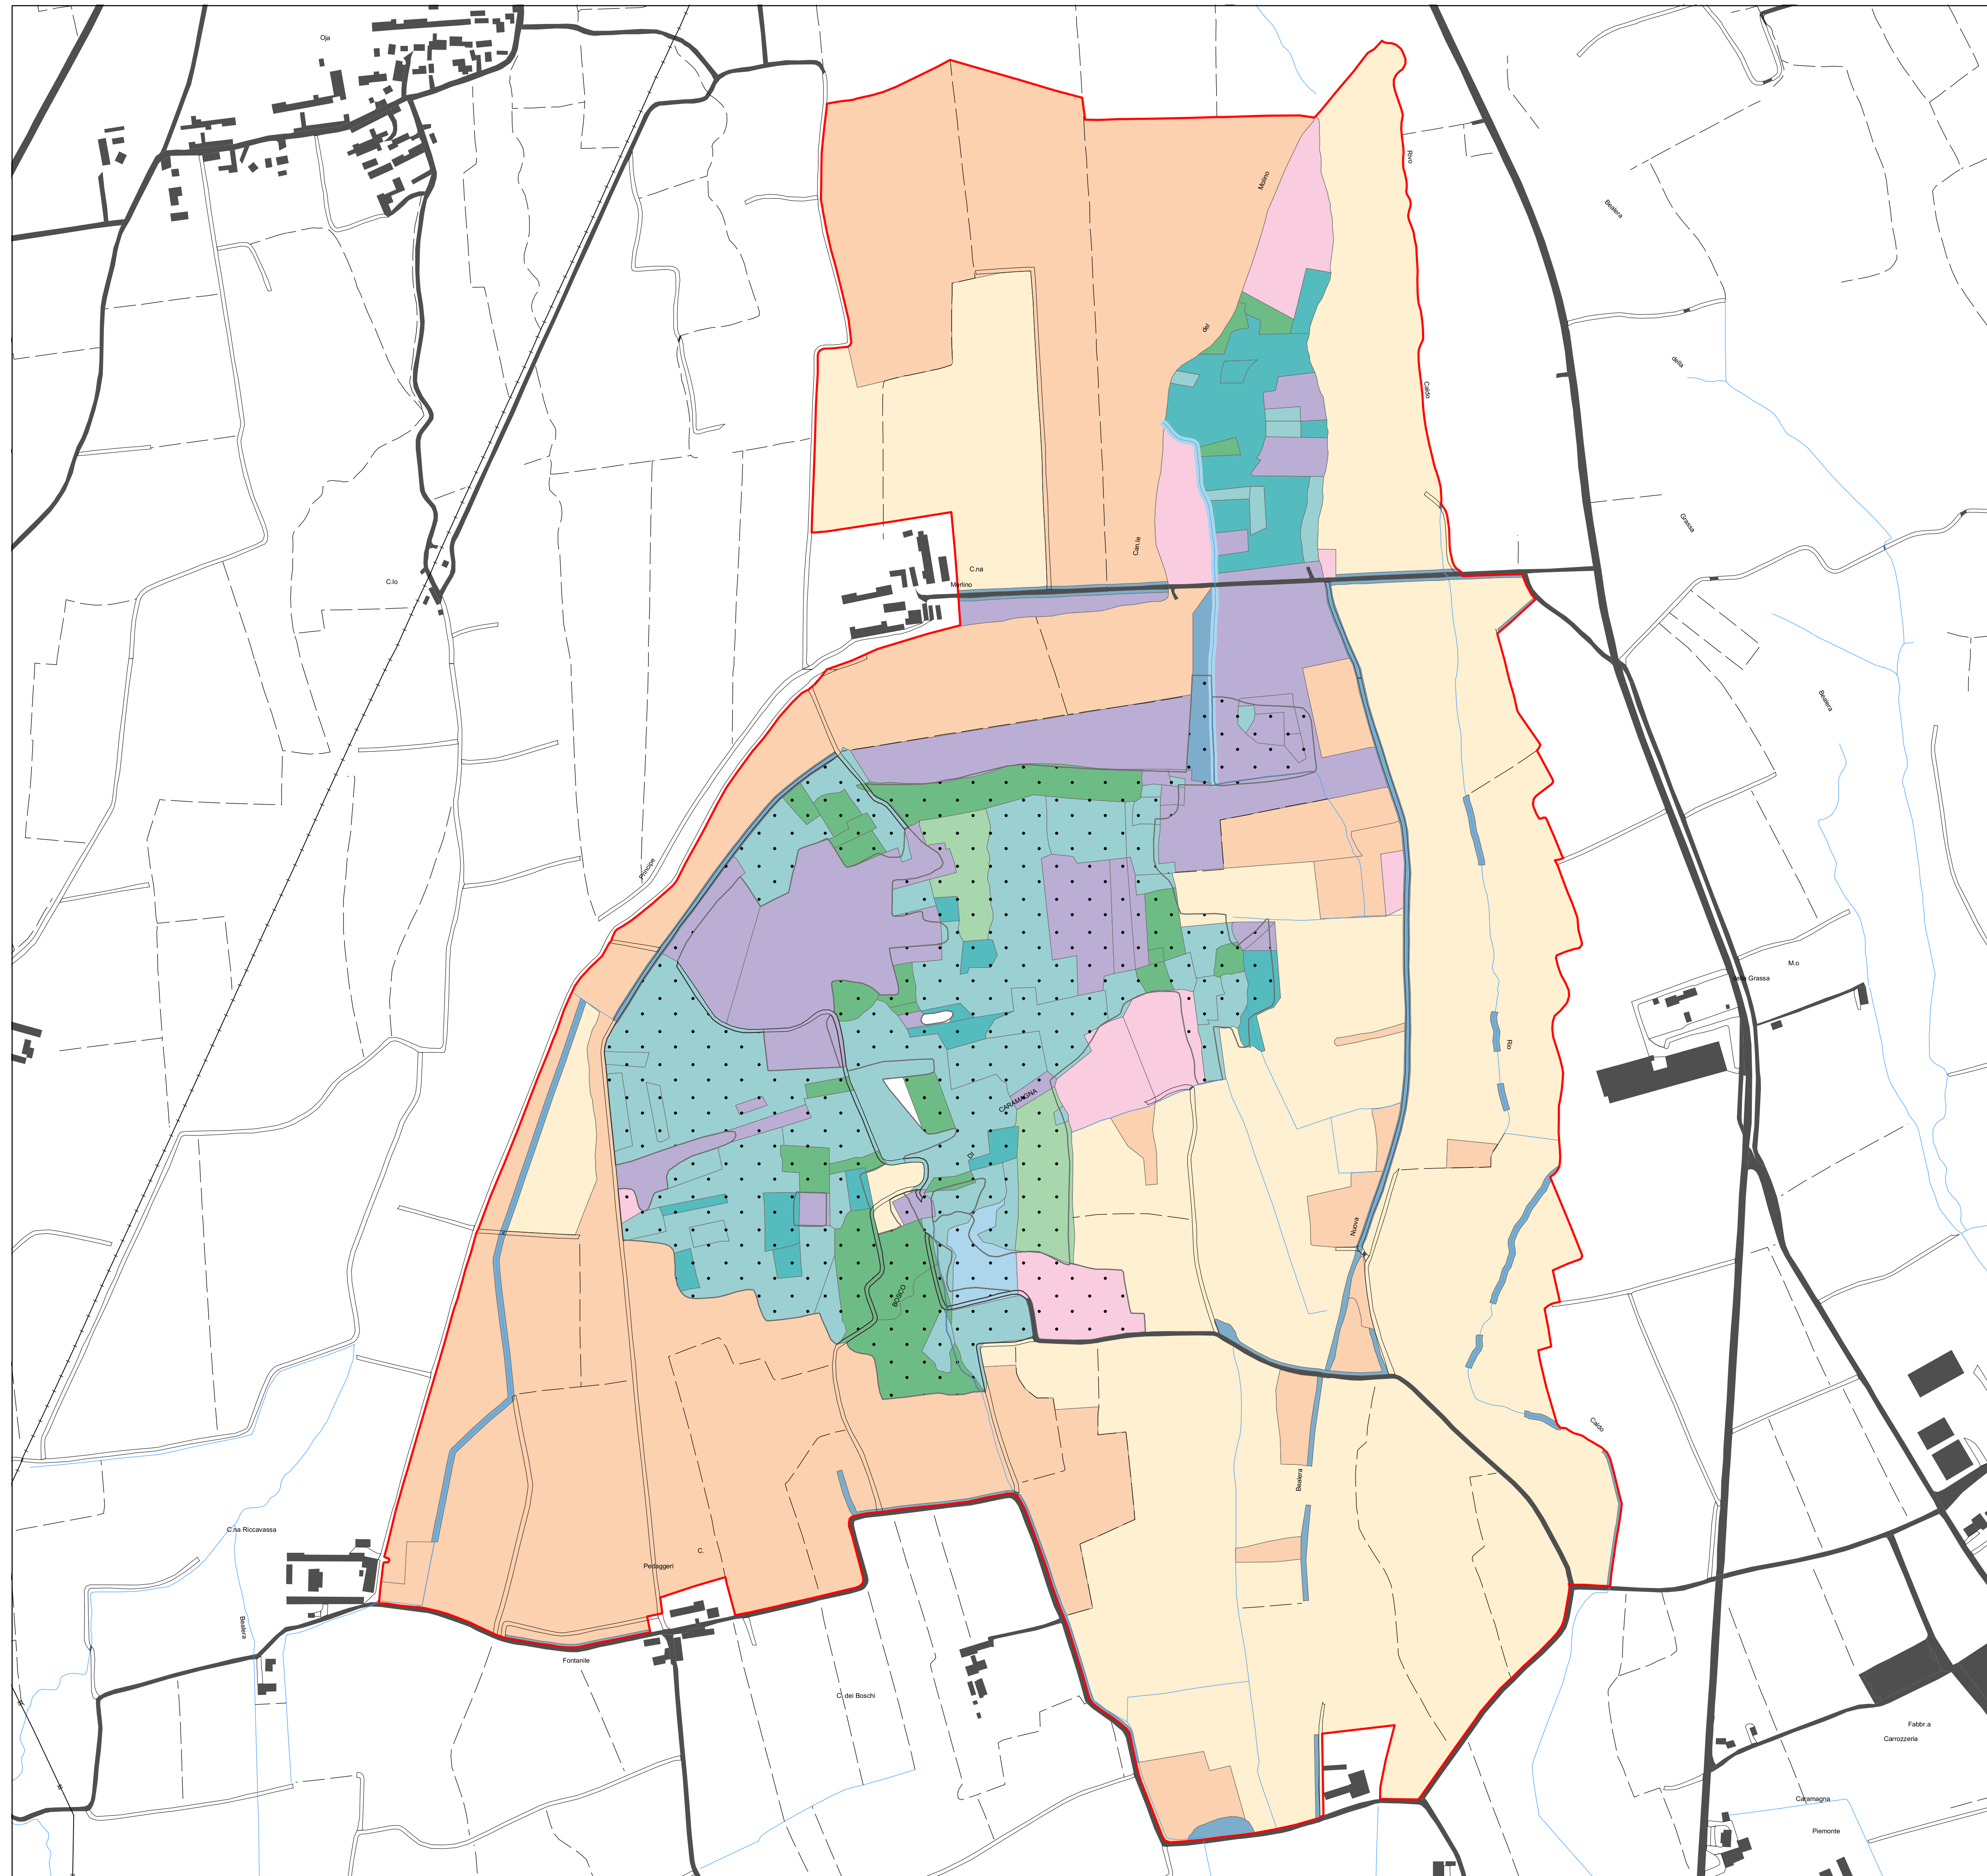 Oja
Rivo
Molino
Bealera
del
della
Caldo
Grassa
Can.le
C.na
Merlino
C.lo
Bealera
Principe
M.o
della Grassa
Rio
CARAMAGNA
Di
Nuova
BOSCO
Caldo
Bealera
C.na Riccavassa
C.
Pedaggeri
Bealera
Fontanile
C. dei Boschi
Fabbr.a
Carrozzeria
Caramagna
Piemonte